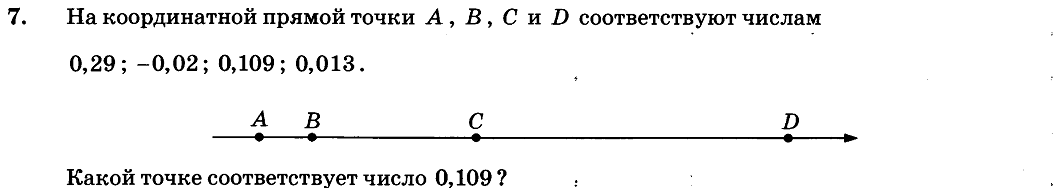 7. На координатной прямой точки A , B , C и D соответствуют числам
0,29 ; −0,02 ; 0,109 ; 0,013 .
A B C D
Какой точке соответствует число 0,109 ?